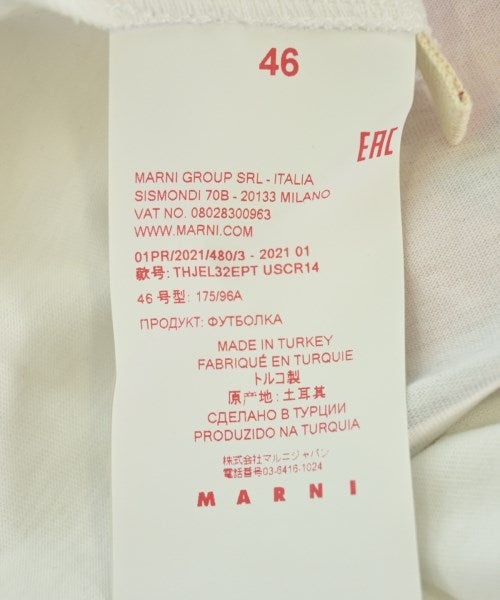 46
EAC
MARNI GROUP SRL - ITALIA
SISMONDI 70B - 20133 MILANO
VAT NO. 08028300963
WWW.MARNI.COM
01PR/2021/480/3 - 2021 01
款号: THJEL32EPT USCR14
46 号型: 175/96A
ПРОДУКТ: ФУТБОЛКА
MADE IN TURKEY
FABRIQUÉ EN TURQUIE
トルコ製
原产地: 土耳其
СДЕЛАНО В ТУРЦИИ
PRODUZIDO NA TURQUIA
株式会社マルニジャパン
電話番号03-6416-1024
MARNI